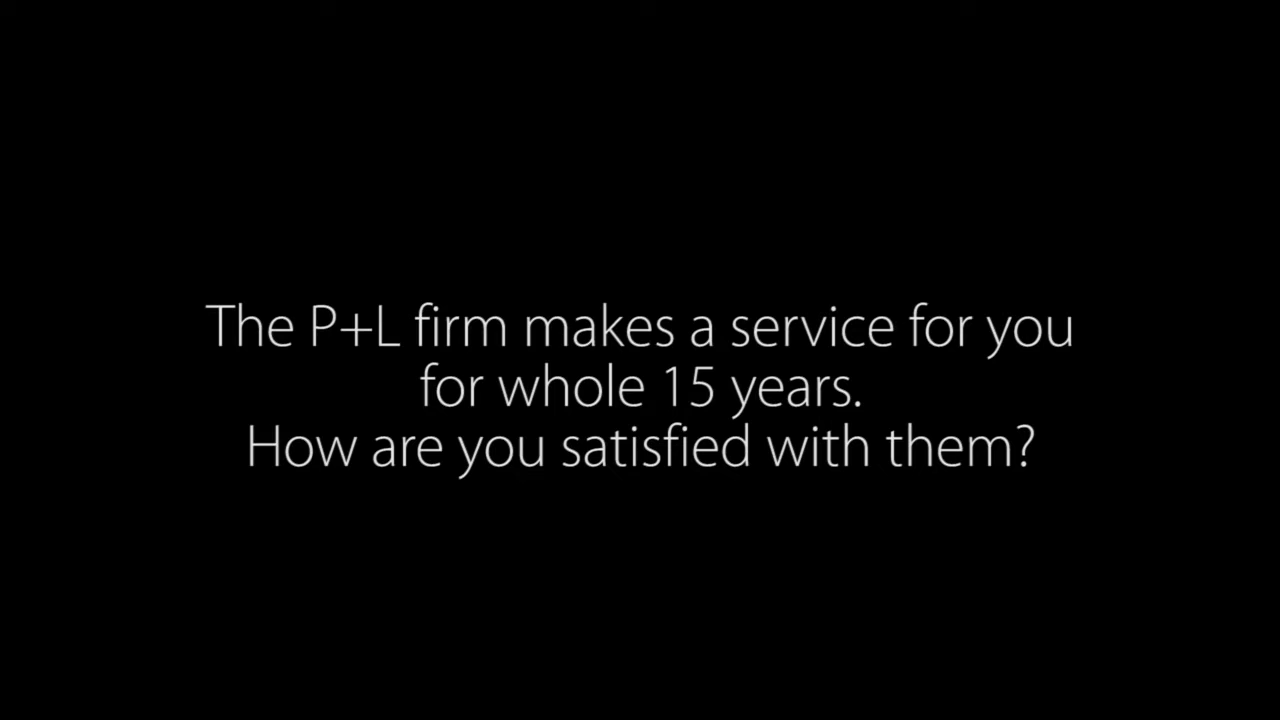 The P+L firm makes a service for you
for whole 15 years.
How are you satisfied with them?